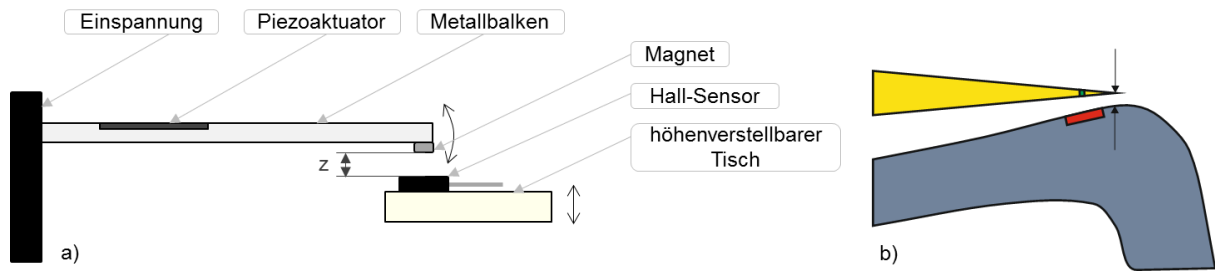 Einspannung
Piezoaktuator
Metallbalken
Magnet
Hall-Sensor
höhenverstellbarer
Tisch
z
a)
b)